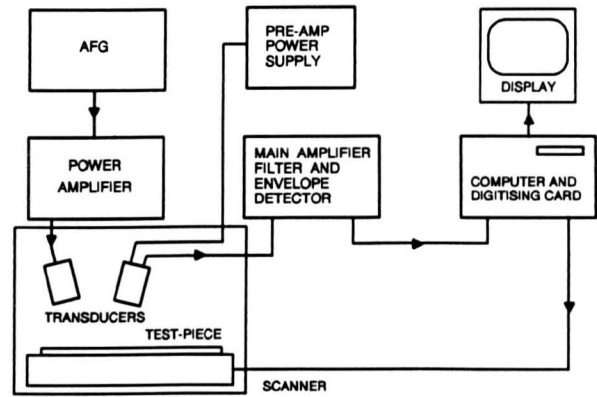 AFG
PRE-AMP
POWER
SUPPLY
DISPLAY
POWER
AMPLIFIER
MAIN AMPLIFIER
FILTER AND
ENVELOPE
DETECTOR
COMPUTER AND
DIGITISING CARD
TRANSDUCERS
TEST-PIECE
SCANNER